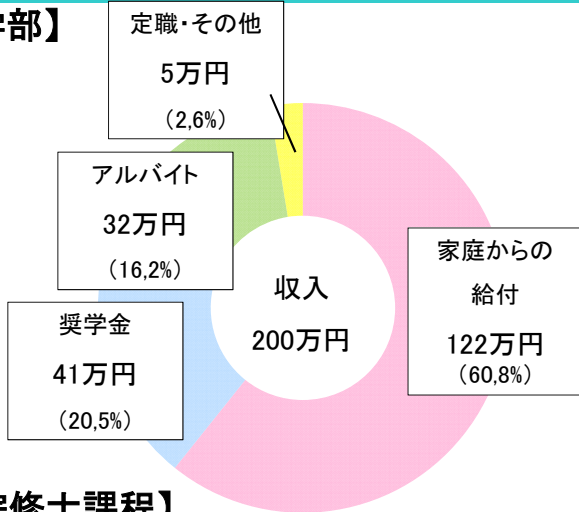 学部】
定職・その他
5万円
(2,6%)
アルバイト
32万円
(16,2%)
奨学金
41万円
(20,5%)
収入
200万円
家庭からの
給付
122万円
(60,8%)
院修士課程】